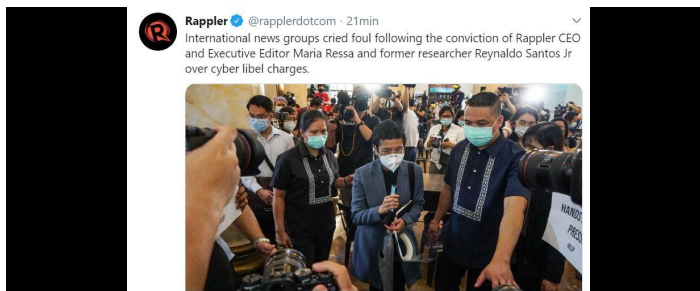 Rappler @rapplerdotcom · 21min
International news groups cried foul following the conviction of Rappler CEO
and Executive Editor Maria Ressa and former researcher Reynaldo Santos Jr
over cyber libel charges.
HANDS
PRESS